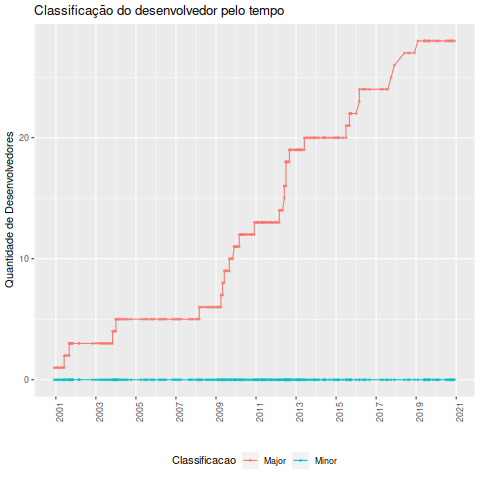 Classificação do desenvolvedor pelo tempo
Quantidade de Desenvolvedores
20
10
0
2001 2003 2005 2007 2009 2011 2013 2015 2017 2019 2021
Classificacao Major Minor